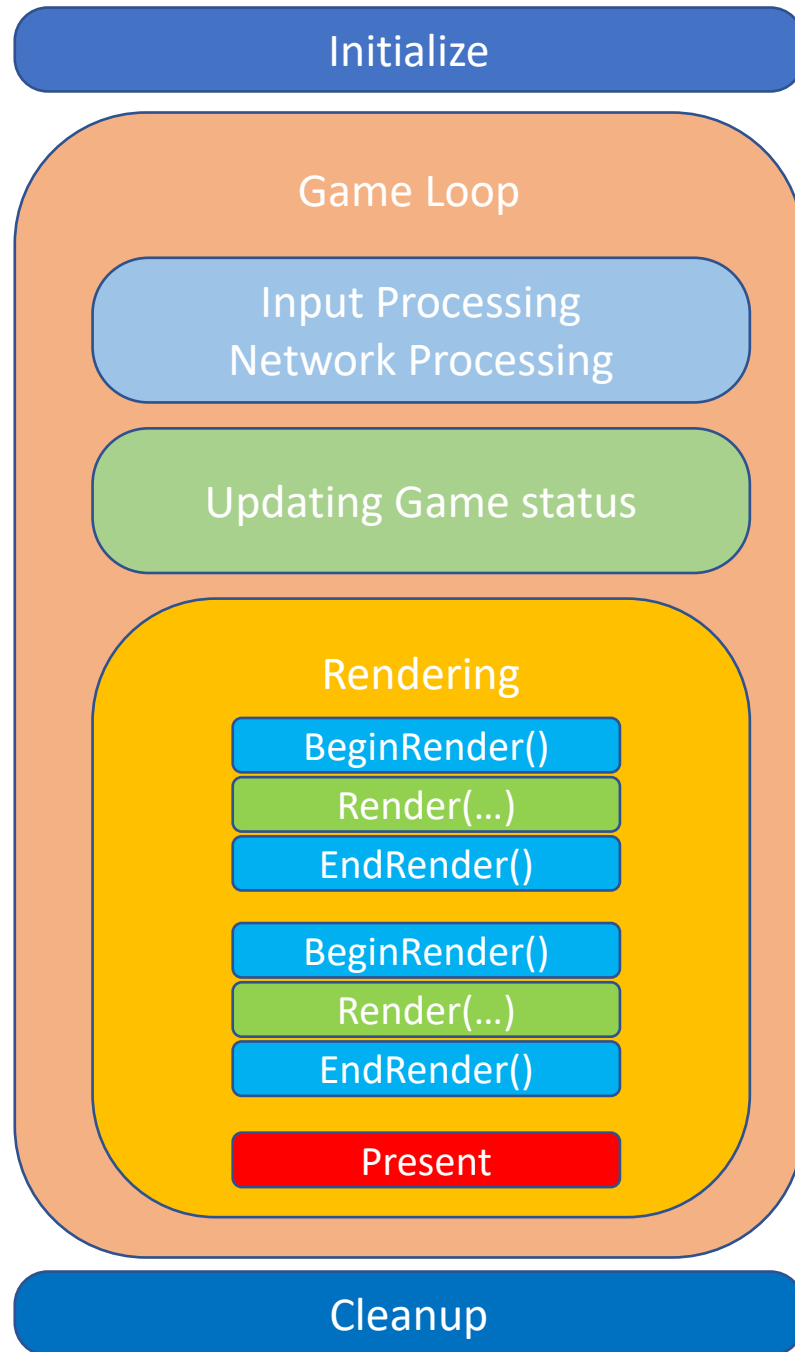 Initialize
Game Loop
Input Processing
Network Processing
Updating Game status
Rendering
BeginRender()
Render(...)
EndRender()
BeginRender()
Render(...)
EndRender()
Present
Cleanup